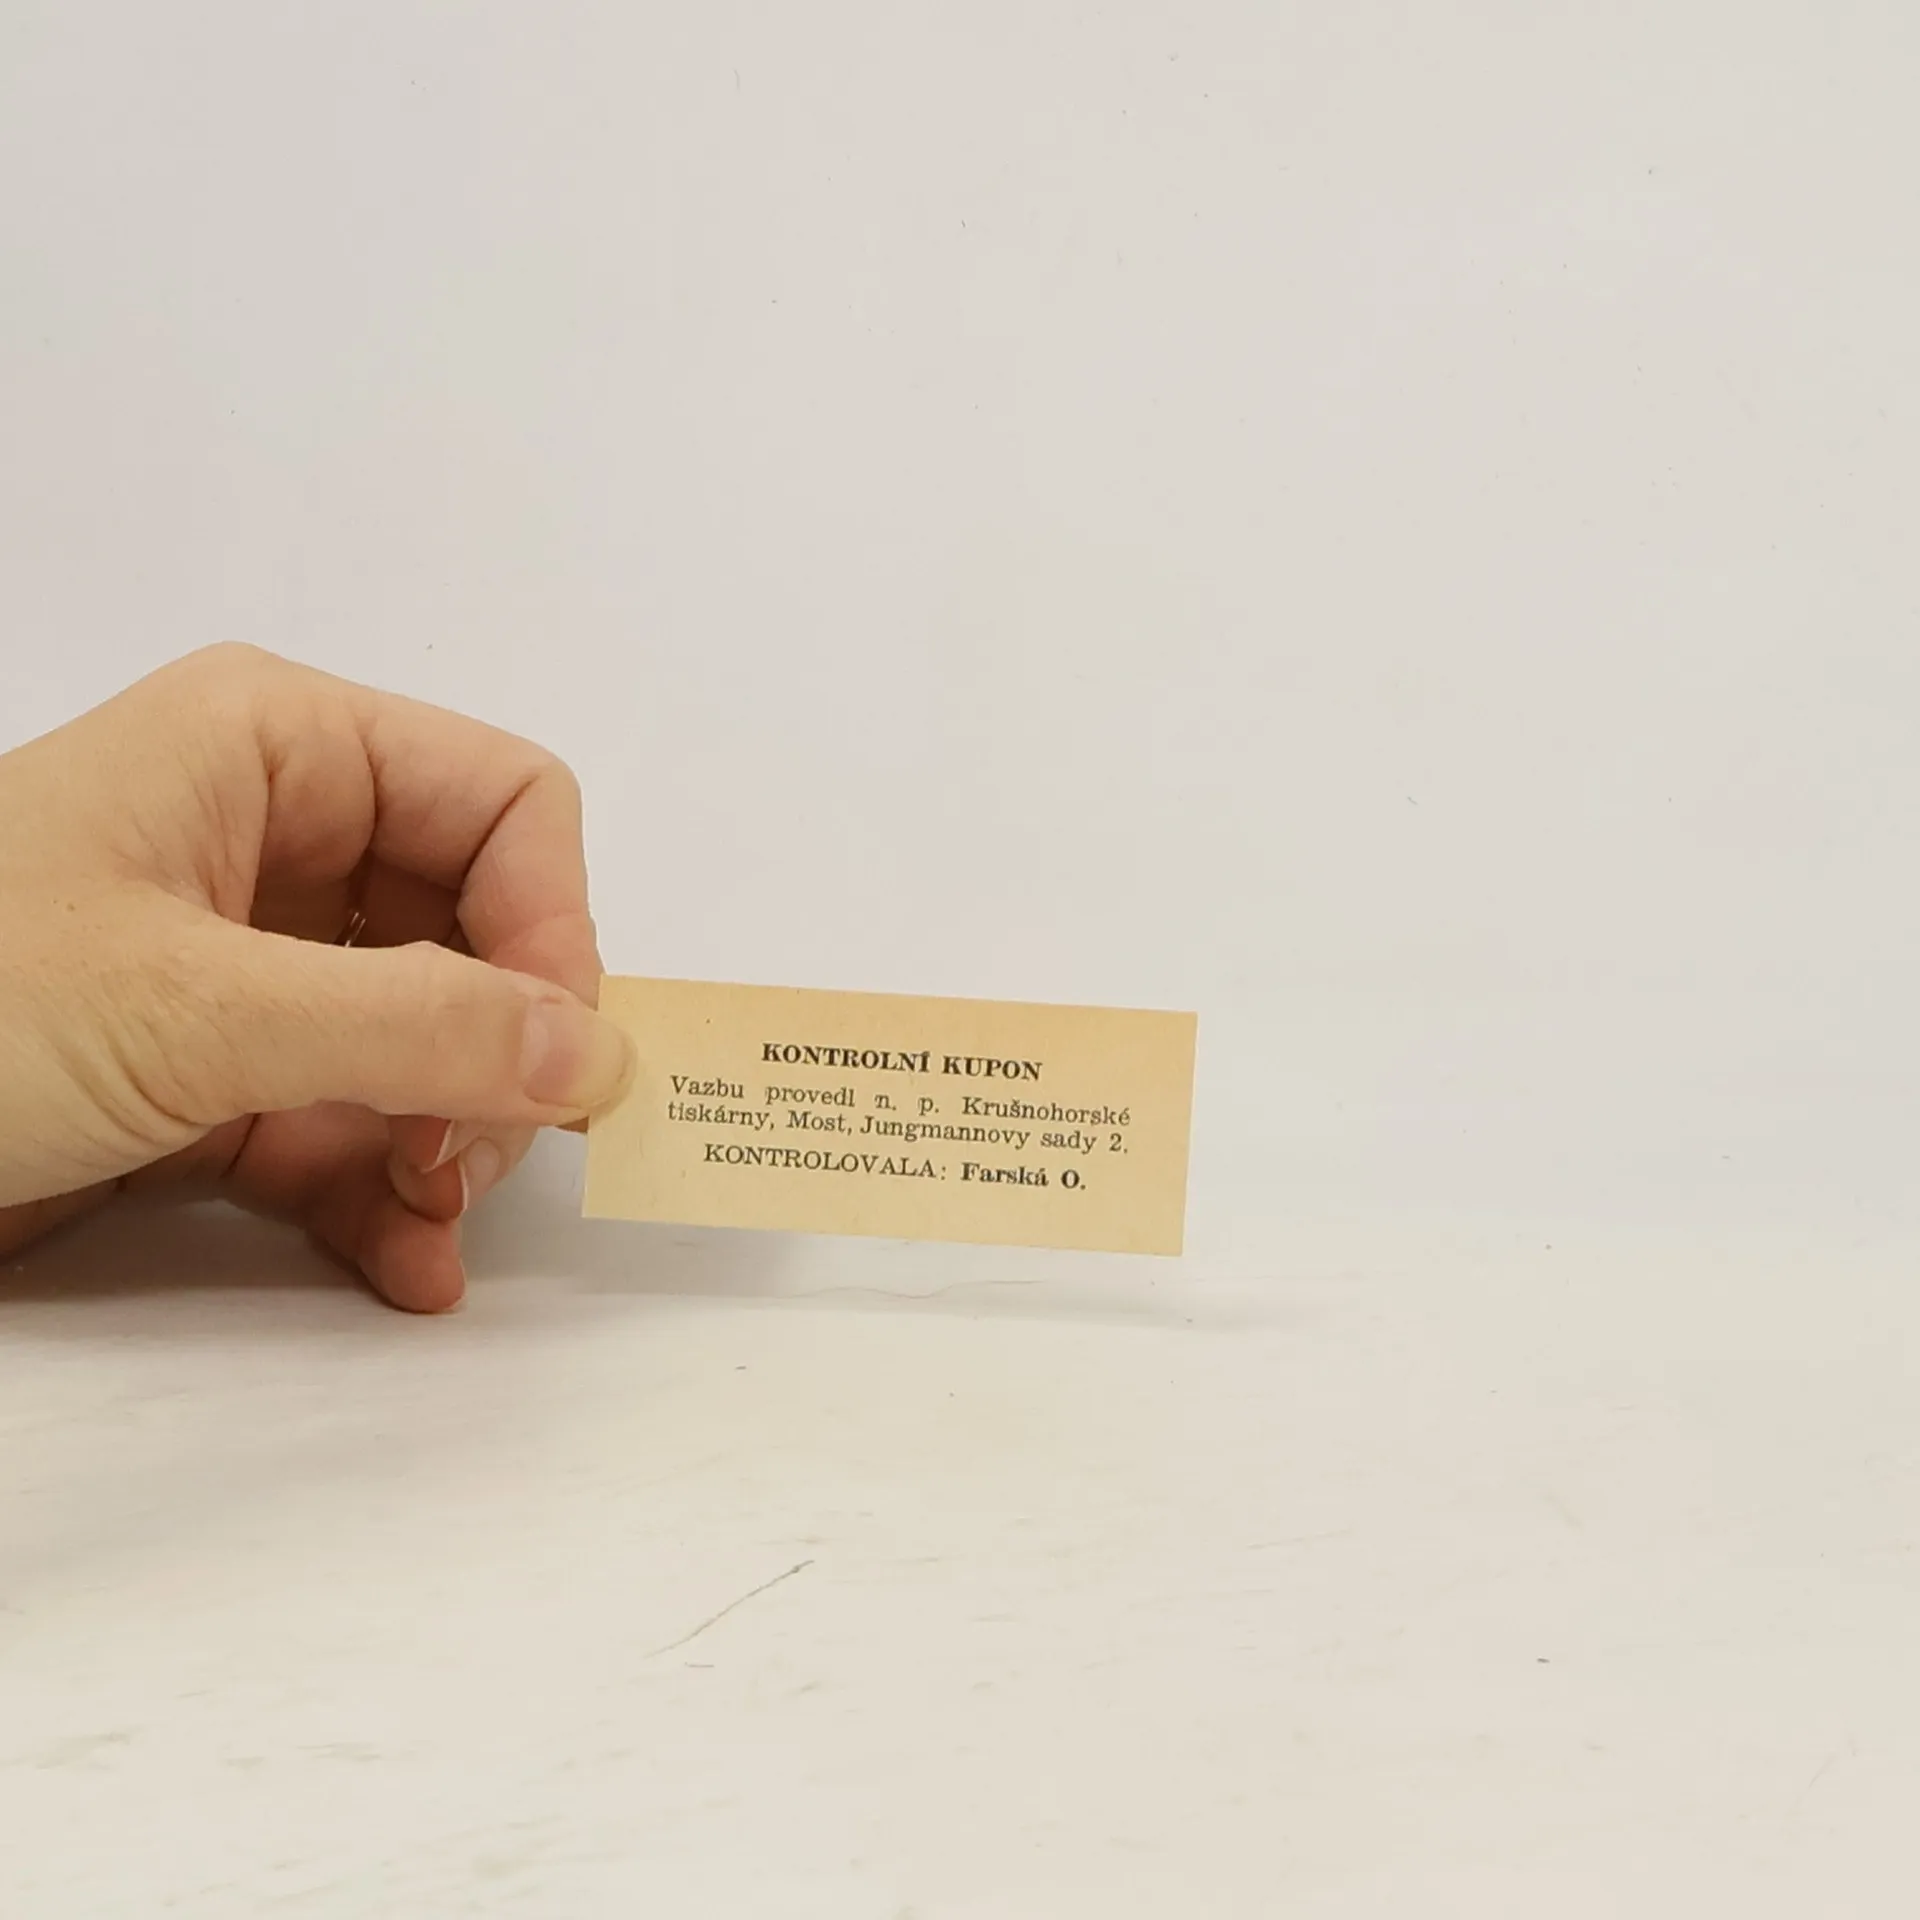 KONTROLNÍ KUPON
Vazbu provedl n. p. Krušnohorské
tiskárny, Most, Jungmannovy sady 2.
KONTROLOVALA: Farská O.